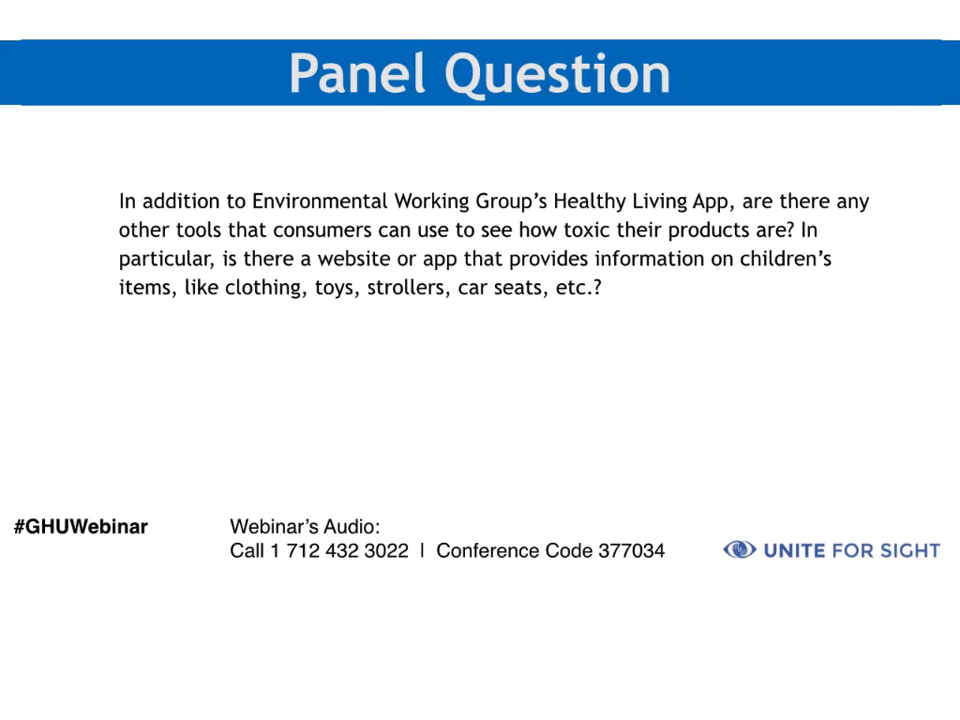 Panel Question
In addition to Environmental Working Group's Healthy Living App, are there any
other tools that consumers can use to see how toxic their products are? In
particular, is there a website or app that provides information on children's
items, like clothing, toys, strollers, car seats, etc.?
#GHUWebinar
Webinar's Audio:
Call 1 712 432 3022 | Conference Code 377034
UNITE FOR SIGHT